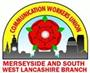 COMMUNICATION WORKERS UNION
MERSEYSIDE AND SOUTH
WEST LANCASHIRE BRANCH